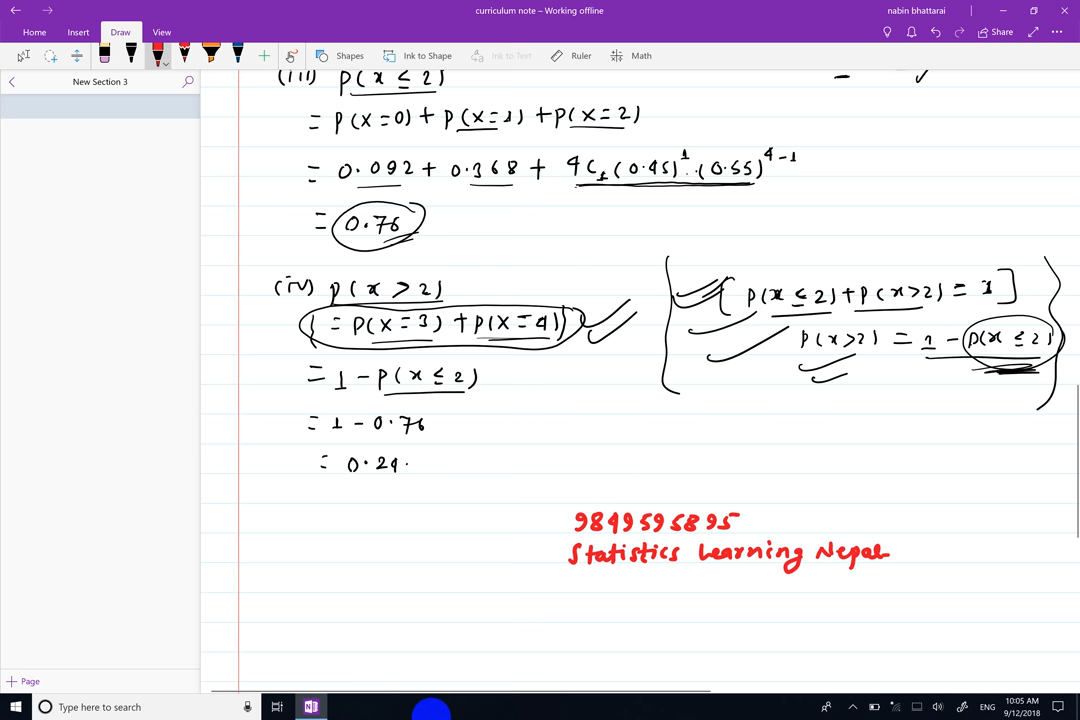 curriculum note – Working offline
nabin bhattarai
Home Insert Draw View
Share
Shapes Ink to Shape Ink to Text Ruler Math
New Section 3
(iii) P(x ≤ 2)
= P(X=0) + P(X=1) + P(X=2)
= 0.092 + 0.368 + 4C₁(0.45)¹.(0.55)⁴⁻¹
= 0.76
(iv) P(x > 2)
= P(X=3) + P(X=4)
= 1 - P(x ≤ 2)
= 1 - 0.76
= 0.24.
[P(x ≤ 2) + P(x>2) = 1]
P(x>2) = 1 - P(x ≤ 2)
9849595895
Statistics Learning Nepal
Page
Type here to search
ENG
10:05 AM
9/12/2018